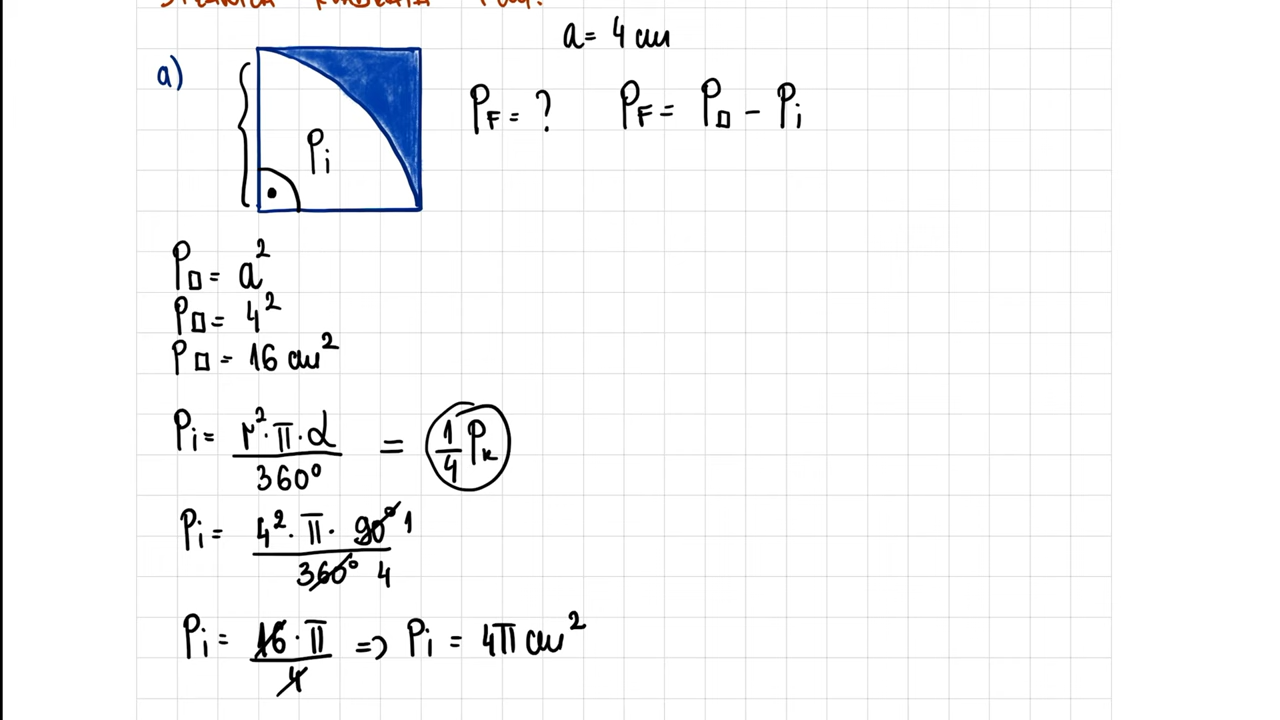 a = 4 cm
a)
P_F = ? P_F = P_□ - P_i
P_i
P_□ = a²
P_□ = 4²
P_□ = 16 cm²
P_i = r²·π·α / 360° = 1/4 P_k
P_i = 4²·π·90° 1 / 360° 4
P_i = 16·π / 4 => P_i = 4π cm²